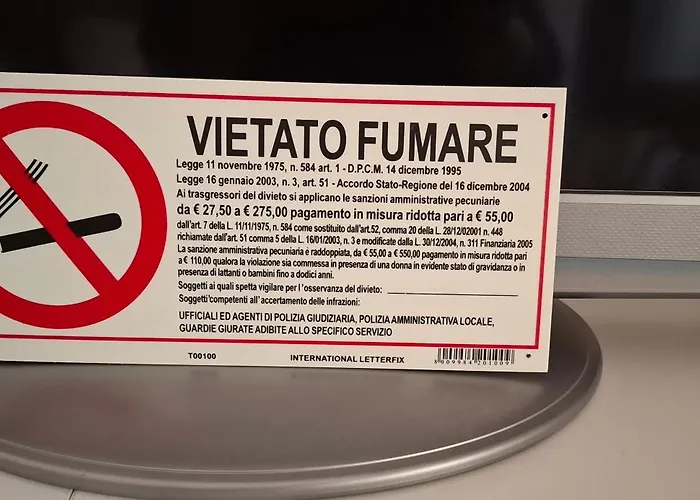 VIETATO FUMARE
Legge 11 novembre 1975, n. 584 art. 1 - D.P.C.M. 14 dicembre 1995
Legge 16 gennaio 2003, n. 3, art. 51 - Accordo Stato-Regione del 16 dicembre 2004
Ai trasgressori del divieto si applicano le sanzioni amministrative pecuniarie
da € 27,50 a € 275,00 pagamento in misura ridotta pari a € 55,00
dall'art. 7 della L. 11/11/1975, n. 584 come sostituito dall'art.52, comma 20 della L. 28/12/02001 n. 448
richiamate dall'art. 51 comma 5 della L. 16/01/2003, n. 3 e modificate dalla L. 30/12/2004, n. 311 Finanziaria 2005
La sanzione amministrativa pecuniaria è raddoppiata, da € 55,00 a € 550,00 pagamento in misura ridotta pari
a € 110,00 qualora la violazione sia commessa in presenza di una donna in evidente stato di gravidanza o in
presenza di lattanti o bambini fino a dodici anni.
Soggetti ai quali spetta vigilare per l'osservanza del divieto:
Soggetti competenti all'accertamento delle infrazioni:
UFFICIALI ED AGENTI DI POLIZIA GIUDIZIARIA, POLIZIA AMMINISTRATIVA LOCALE,
GUARDIE GIURATE ADIBITE ALLO SPECIFICO SERVIZIO
T00100 INTERNATIONAL LETTERFIX
8 009984 201009